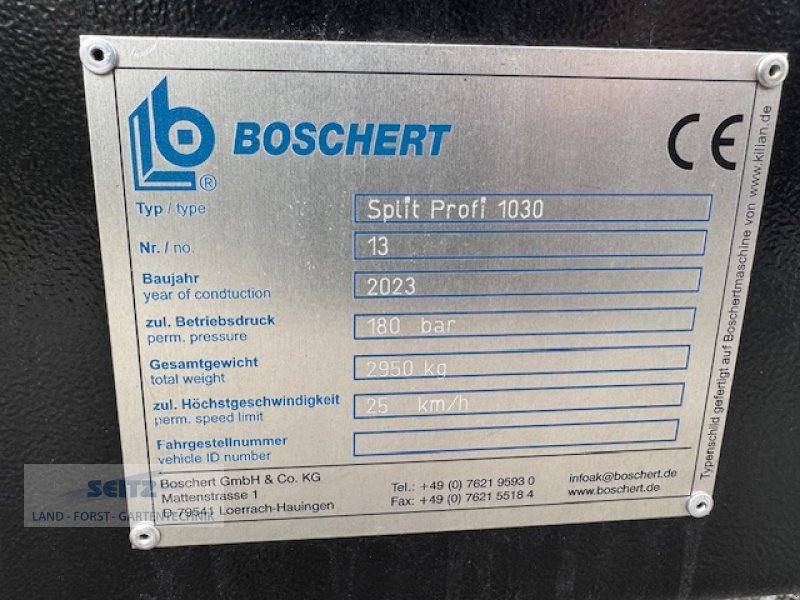 BOSCHERT
®
CE
Typ / type
Split Profi 1030
Nr. / no.
13
Baujahr
year of condtuction
2023
zul. Betriebsdruck
perm. pressure
180 bar
Gesamtgewicht
total weight
2950 kg
zul. Höchstgeschwindigkeit
perm. speed limit
25 km/h
Fahrgestellnummer
vehicle ID number
Boschert GmbH & Co. KG
Mattenstrasse 1
D-79541 Loerrach-Hauingen
Tel.: +49 (0) 7621 9593 0
Fax: +49 (0) 7621 5518 4
infoak@boschert.de
www.boschert.de
Typenschild gefertigt auf Boschertmaschine von www.kilian.de
SEITZ
LAND - FORST - GARTENTECHNIK